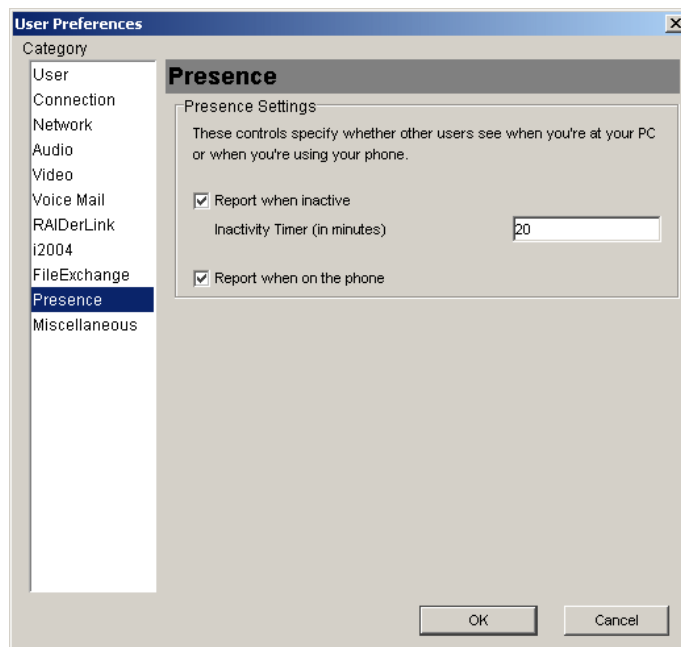 User Preferences
Category
User
Connection
Network
Audio
Video
Voice Mail
RAIDerLink
i2004
FileExchange
Presence
Miscellaneous
Presence
Presence Settings
These controls specify whether other users see when you're at your PC
or when you're using your phone.
Report when inactive
Inactivity Timer (in minutes) 20
Report when on the phone
OK Cancel